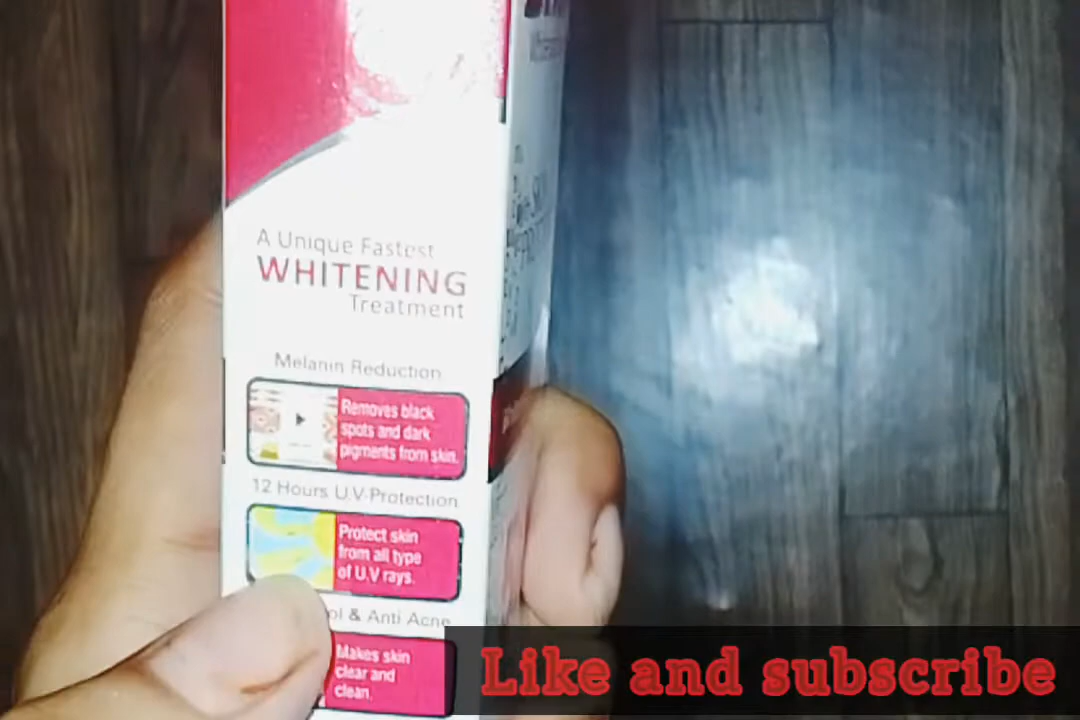 A Unique Fastest
WHITENING
Treatment
Melanin Reduction
Removes black
spots and dark
pigments from skin.
12 Hours U.V-Protection
Protect skin
from all type
of U.V rays.
& Anti Acne
Makes skin
clear and
clean.
Like and subscribe